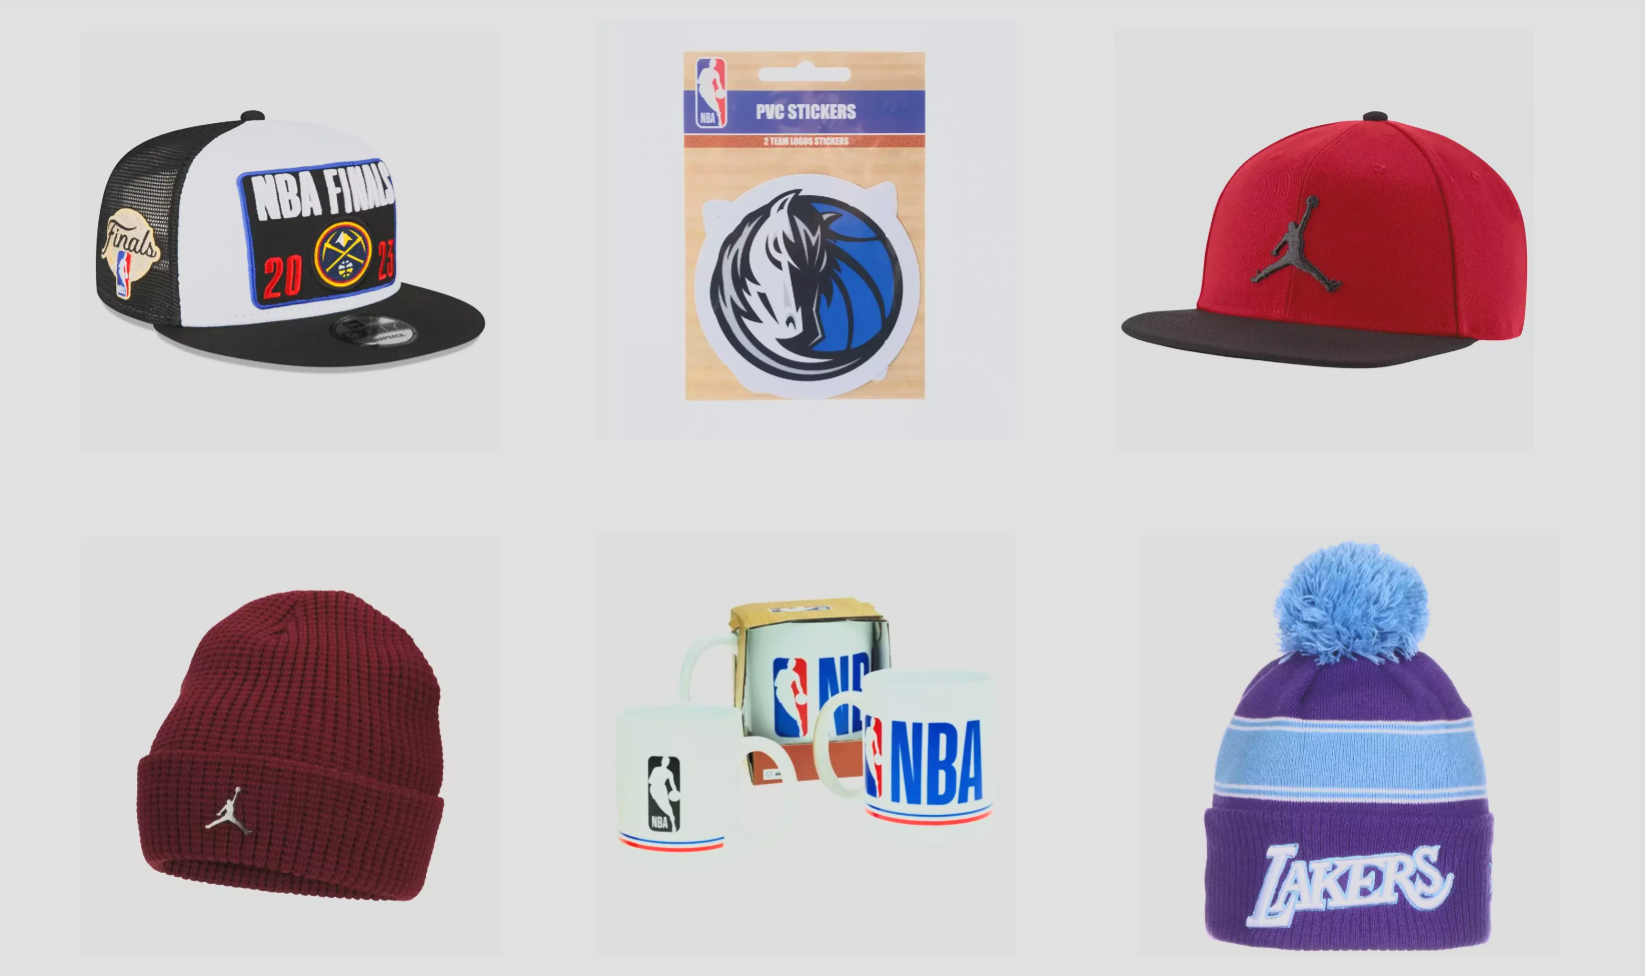 NBA FINALS
20 23
Finals
NBA
PVC STICKERS
2 TEAM LOGOS STICKERS
NBA
NBA
NBA
LAKERS